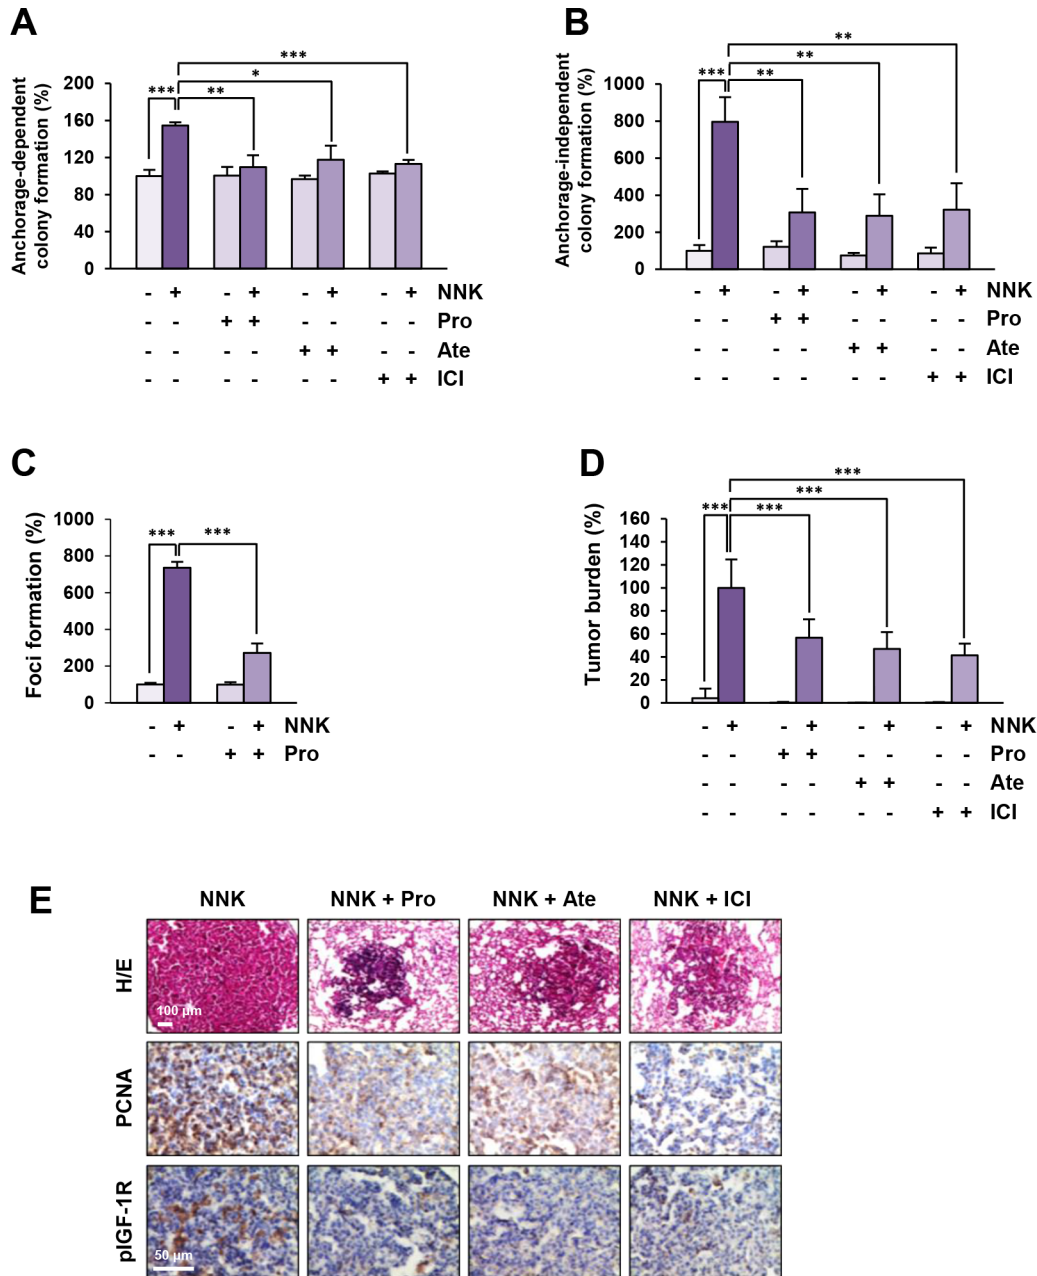 A
Anchorage-dependent
colony formation (%)
200
160
120
80
40
0
***
**
*
***
- + - + - + - + NNK
- - + + - - - - Pro
- - - - + + - - Ate
- - - - - - + + ICI
B
Anchorage-independent
colony formation (%)
1000
800
600
400
200
0
***
**
**
**
- + - + - + - + NNK
- - + + - - - - Pro
- - - - + + - - Ate
- - - - - - + + ICI
C
Foci formation (%)
1000
800
600
400
200
0
***
***
- + - + NNK
- - + + Pro
D
Tumor burden (%)
160
140
120
100
80
60
40
20
0
***
***
***
***
- + - + - + - + NNK
- - + + - - - - Pro
- - - - + + - - Ate
- - - - - - + + ICI
E
NNK NNK + Pro NNK + Ate NNK + ICI
H/E
100 µm
PCNA
pIGF-1R
50 µm